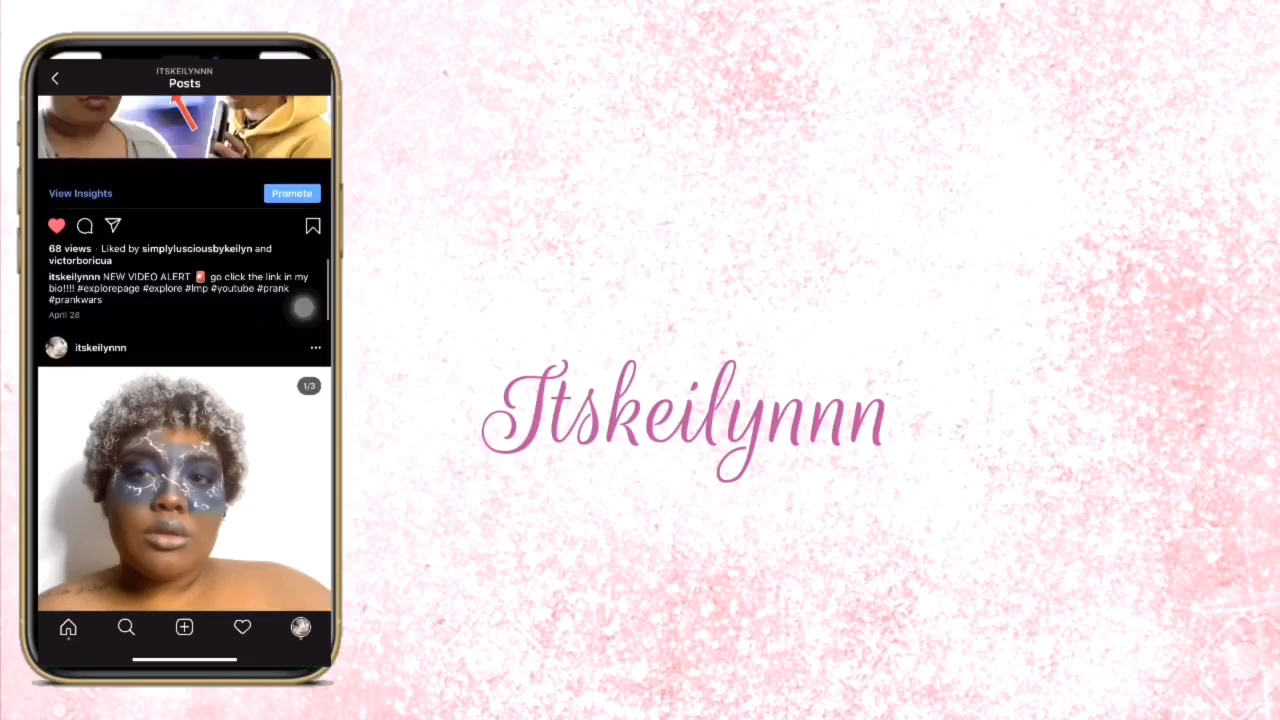 ITSKEILYNNN
Posts
View Insights
Promote
68 views · Liked by simplylusciousbykeilyn and
victorboricua
itskeilynnn NEW VIDEO ALERT 🚨 go click the link in my
bio!!!! #explorepage #explore #lmp #youtube #prank
#prankwars
April 28
itskeilynnn
1/3
Itskeilynnn